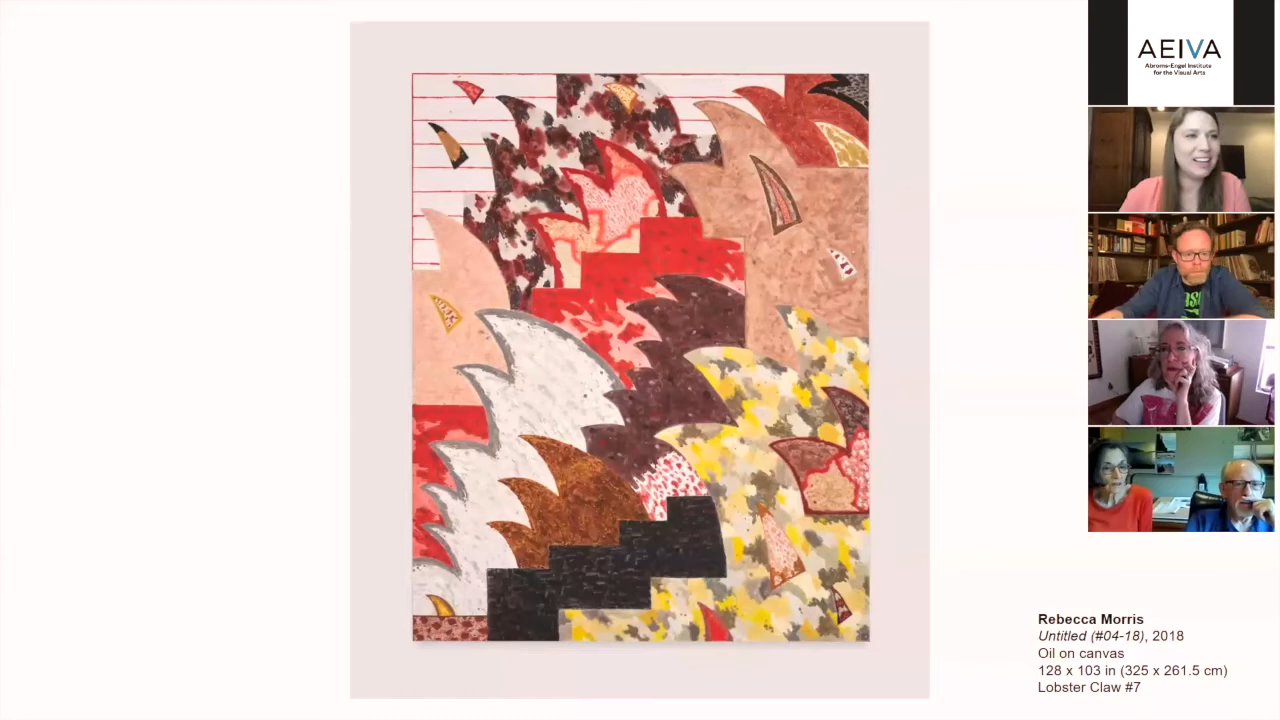 AEIVA
Abroms-Engel Institute
for the Visual Arts
Rebecca Morris
Untitled (#04-18), 2018
Oil on canvas
128 x 103 in (325 x 261.5 cm)
Lobster Claw #7